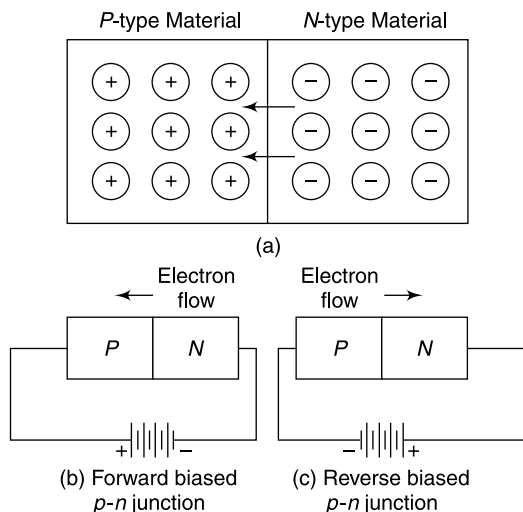 P-type Material N-type Material
+ + + − − −
+ + + − − −
+ + + − − −
(a)
Electron
flow
P N
+ −
(b) Forward biased
p-n junction
Electron
flow
P N
− +
(c) Reverse biased
p-n junction